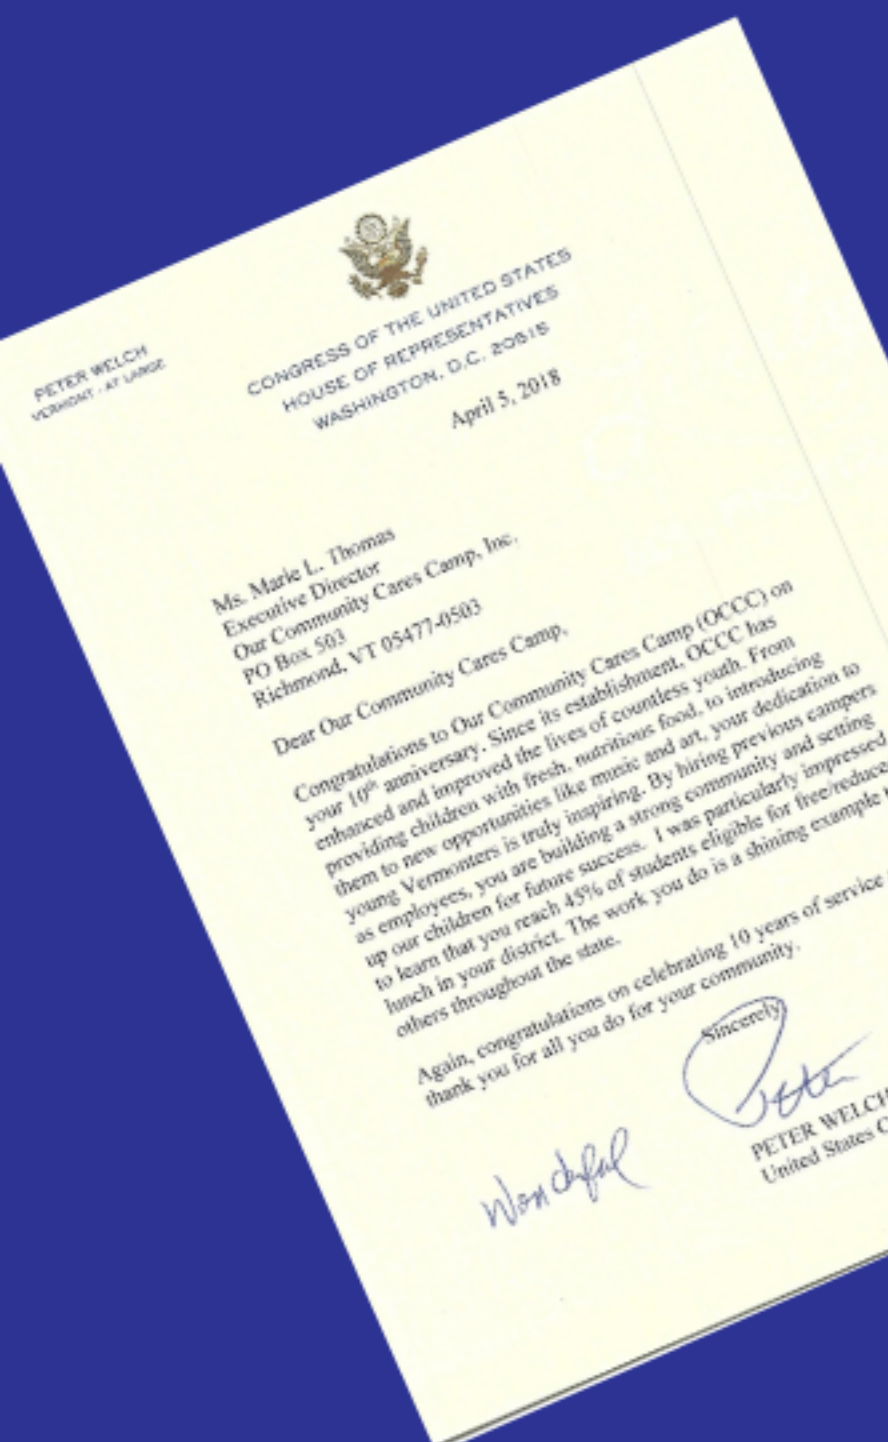 PETER WELCH
VERMONT - AT LARGE
CONGRESS OF THE UNITED STATES
HOUSE OF REPRESENTATIVES
WASHINGTON, D.C. 20515
April 5, 2018
Ms. Marie L. Thomas
Executive Director
Our Community Cares Camp, Inc.
PO Box 503
Richmond, VT 05477-0503
Dear Our Community Cares Camp,
Congratulations to Our Community Cares Camp (OCCC) on
your 10th anniversary. Since its establishment, OCCC has
enhanced and improved the lives of countless youth. From
providing children with fresh, nutritious food, to introducing
them to new opportunities like music and art, your dedication to
young Vermonters is truly inspiring. By hiring previous campers
as employees, you are building a strong community and setting
up our children for future success. I was particularly impressed
to learn that you reach 45% of students eligible for free/reduce
lunch in your district. The work you do is a shining example
others throughout the state.
Again, congratulations on celebrating 10 years of service
thank you for all you do for your community.
Sincerely
Peter
PETER WELCH
United States C
Wonderful